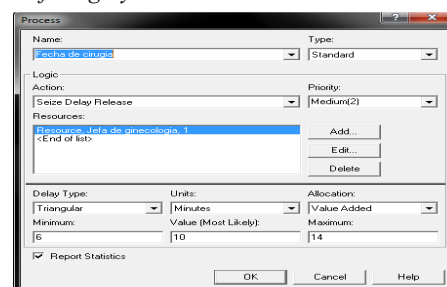 Process
Name: Type:
Fecha de cirugia Standard
Logic
Action: Priority:
Seize Delay Release Medium(2)
Resources:
Resource, Jefa de ginecologia, 1
<End of list>
Add...
Edit...
Delete
Delay Type: Units: Allocation:
Triangular Minutes Value Added
Minimum: Value (Most Likely): Maximum:
6 10 14
Report Statistics
OK Cancel Help